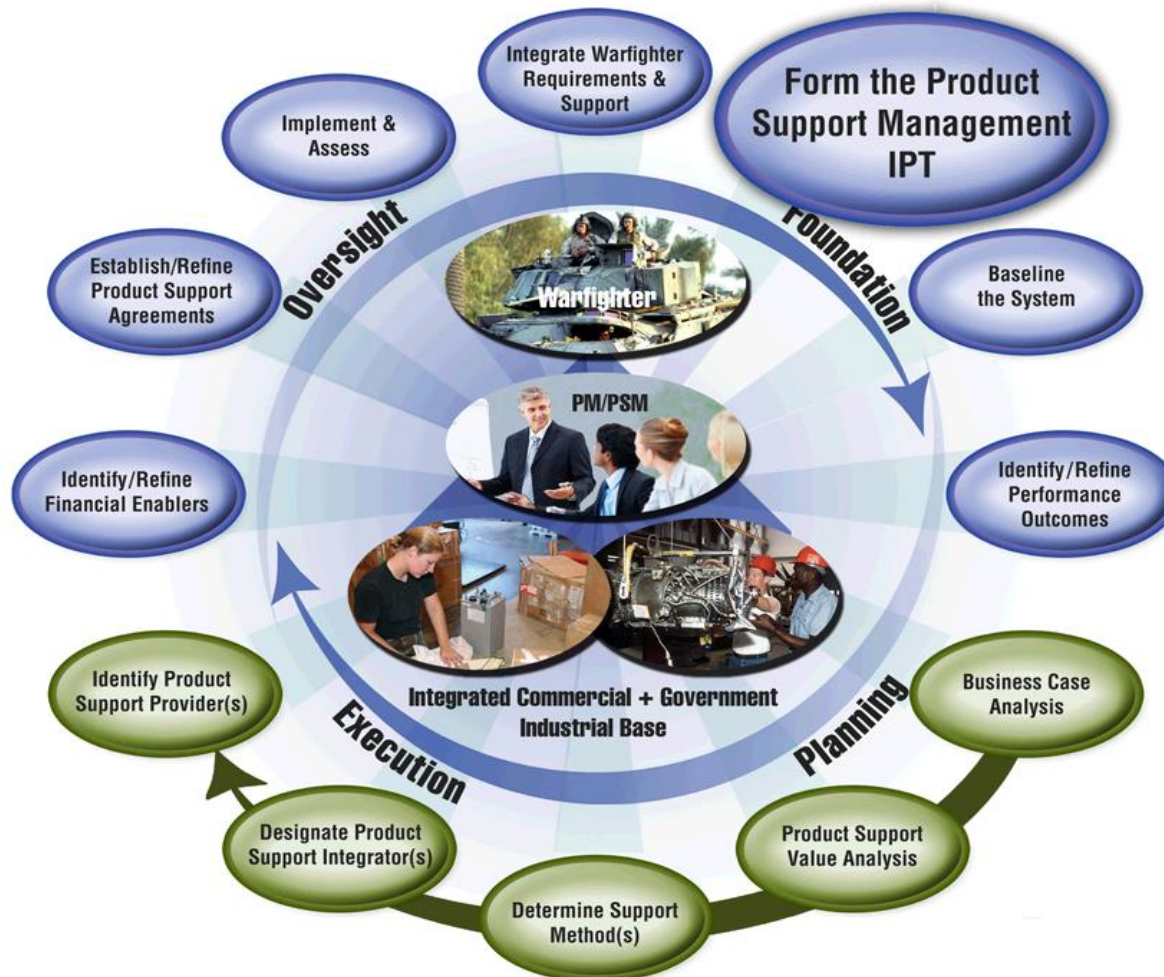 Integrate Warfighter
Requirements &
Support
Form the Product
Support Management
IPT
Implement &
Assess
Oversight
Foundation
Establish/Refine
Product Support
Agreements
Warfighter
Baseline
the System
PM/PSM
Identify/Refine
Financial Enablers
Identify/Refine
Performance
Outcomes
Identify Product
Support Provider(s)
Integrated Commercial + Government
Industrial Base
Business Case
Analysis
Execution
Planning
Designate Product
Support Integrator(s)
Product Support
Value Analysis
Determine Support
Method(s)